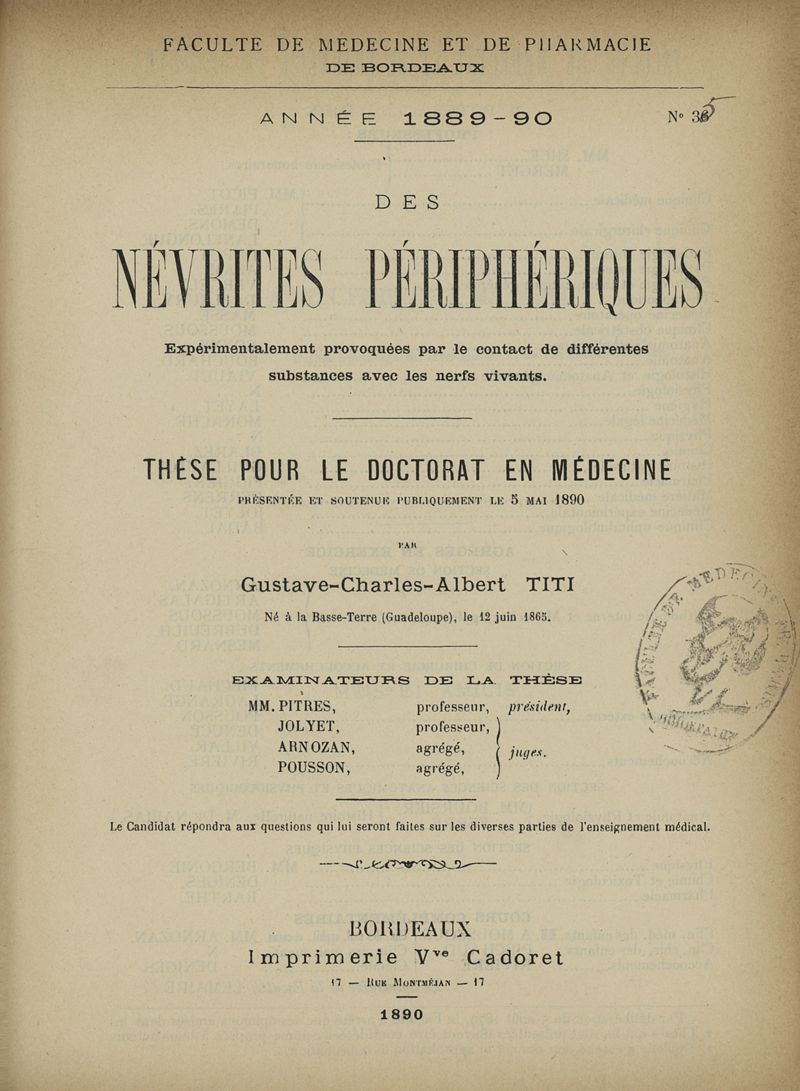 FACULTE DE MEDECINE ET DE PHARMACIE
DE BORDEAUX
ANNÉE 1889-90
N° 35
DES
NÉVRITES PÉRIPHÉRIQUES
Expérimentalement provoquées par le contact de différentes
substances avec les nerfs vivants.
THÈSE POUR LE DOCTORAT EN MÉDECINE
PRÉSENTÉE ET SOUTENUE PUBLIQUEMENT LE 5 MAI 1890
PAR
Gustave-Charles-Albert TITI
Né à la Basse-Terre (Guadeloupe), le 12 juin 1865.
EXAMINATEURS DE LA THÈSE
MM. PITRES, professeur, président,
JOLYET, professeur,
ARNOZAN, agrégé,
juges.
POUSSON, agrégé,
Le Candidat répondra aux questions qui lui seront faites sur les diverses parties de l'enseignement médical.
BORDEAUX
Imprimerie Vve Cadoret
17 — RUE MONTMÉJAN — 17
1890